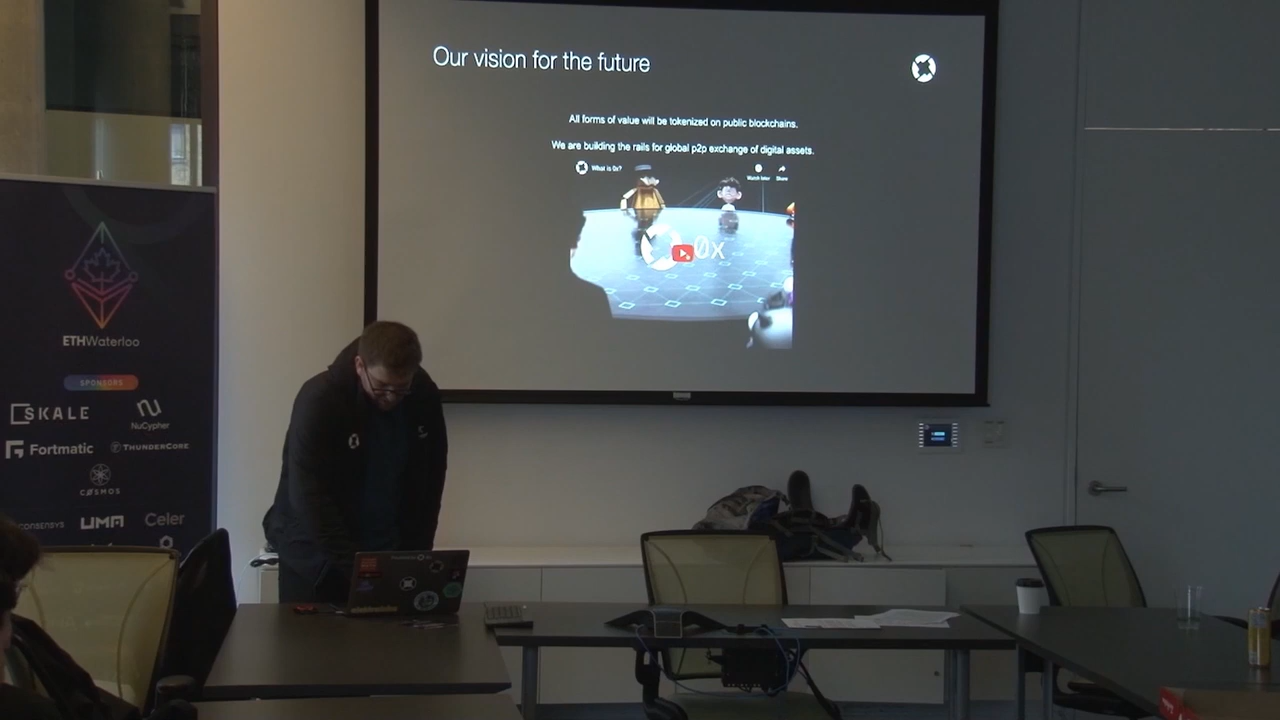 Our vision for the future
All forms of value will be tokenized on public blockchains.
We are building the rails for global p2p exchange of digital assets.
What is 0x?
Watch later
Share
0x
ETHWaterloo
SPONSORS
SKALE
NuCypher
Fortmatic
THUNDERCORE
COSMOS
CONSENSYS
UMA
Celer